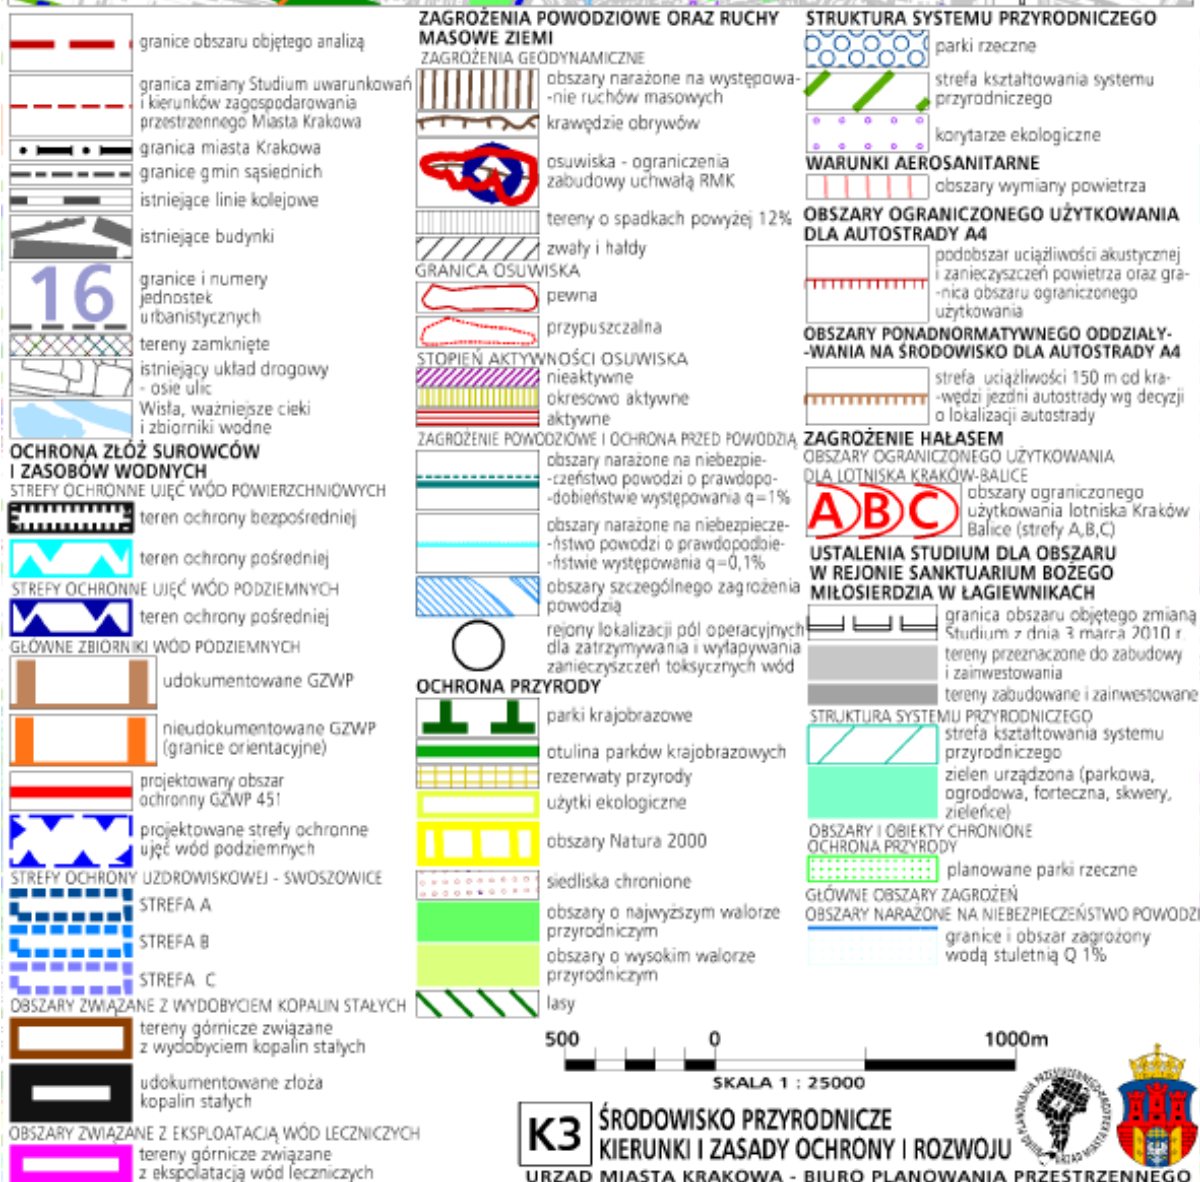 granice obszaru objętego analizą
granica zmiany Studium uwarunkowań
i kierunków zagospodarowania
przestrzennego Miasta Krakowa
granica miasta Krakowa
granice gmin sąsiednich
istniejące linie kolejowe
istniejące budynki
16
granice i numery
jednostek
urbanistycznych
tereny zamknięte
istniejący układ drogowy
- osie ulic
Wisła, ważniejsze cieki
i zbiorniki wodne
OCHRONA ZŁÓŻ SUROWCÓW
I ZASOBÓW WODNYCH
STREFY OCHRONNE UJĘĆ WÓD POWIERZCHNIOWYCH
teren ochrony bezpośredniej
teren ochrony pośredniej
STREFY OCHRONNE UJĘĆ WÓD PODZIEMNYCH
teren ochrony pośredniej
GŁÓWNE ZBIORNIKI WÓD PODZIEMNYCH
udokumentowane GZWP
nieudokumentowane GZWP
(granice orientacyjne)
projektowany obszar
ochronny GZWP 451
projektowane strefy ochronne
ujęć wód podziemnych
STREFY OCHRONY UZDROWISKOWEJ - SWOSZOWICE
STREFA A
STREFA B
STREFA C
OBSZARY ZWIĄZANE Z WYDOBYCIEM KOPALIN STAŁYCH
tereny górnicze związane
z wydobyciem kopalin stałych
udokumentowane złoża
kopalin stałych
OBSZARY ZWIĄZANE Z EKSPLOATACJĄ WÓD LECZNICZYCH
tereny górnicze związane
z ekspolatacją wód leczniczych
ZAGROŻENIA POWODZIOWE ORAZ RUCHY
MASOWE ZIEMI
ZAGROŻENIA GEODYNAMICZNE
obszary narażone na występowa-
-nie ruchów masowych
krawędzie obrywów
osuwiska - ograniczenia
zabudowy uchwałą RMK
tereny o spadkach powyżej 12%
zwały i hałdy
GRANICA OSUWISKA
pewna
przypuszczalna
STOPIEŃ AKTYWNOŚCI OSUWISKA
nieaktywne
okresowo aktywne
aktywne
ZAGROŻENIE POWODZIOWE I OCHRONA PRZED POWODZIĄ
obszary narażone na niebezpie-
-czeństwo powodzi o prawdopo-
-dobieństwie występowania q=1%
obszary narażone na niebezpiecze-
-ństwo powodzi o prawdopodobie-
-ństwie występowania q=0,1%
obszary szczególnego zagrożenia
powodzią
rejony lokalizacji pól operacyjnych
dla zatrzymywania i wyłapywania
zanieczyszczeń toksycznych wód
OCHRONA PRZYRODY
parki krajobrazowe
otulina parków krajobrazowych
rezerwaty przyrody
użytki ekologiczne
obszary Natura 2000
siedliska chronione
obszary o najwyższym walorze
przyrodniczym
obszary o wysokim walorze
przyrodniczym
lasy
STRUKTURA SYSTEMU PRZYRODNICZEGO
parki rzeczne
strefa kształtowania systemu
przyrodniczego
korytarze ekologiczne
WARUNKI AEROSANITARNE
obszary wymiany powietrza
OBSZARY OGRANICZONEGO UŻYTKOWANIA
DLA AUTOSTRADY A4
podobszar uciążliwości akustycznej
i zanieczyszczeń powietrza oraz gra-
-nica obszaru ograniczonego
użytkowania
OBSZARY PONADNORMATYWNEGO ODDZIAŁY-
-WANIA NA ŚRODOWISKO DLA AUTOSTRADY A4
strefa uciążliwości 150 m od kra-
-wędzi jezdni autostrady wg decyzji
o lokalizacji autostrady
ZAGROŻENIE HAŁASEM
OBSZARY OGRANICZONEGO UŻYTKOWANIA
DLA LOTNISKA KRAKÓW-BALICE
A B C
obszary ograniczonego
użytkowania lotniska Kraków
Balice (strefy A,B,C)
USTALENIA STUDIUM DLA OBSZARU
W REJONIE SANKTUARIUM BOŻEGO
MIŁOSIERDZIA W ŁAGIEWNIKACH
granica obszaru objętego zmianą
Studium z dnia 3 marca 2010 r.
tereny przeznaczone do zabudowy
i zainwestowania
tereny zabudowane i zainwestowane
STRUKTURA SYSTEMU PRZYRODNICZEGO
strefa kształtowania systemu
przyrodniczego
zielen urządzona (parkowa,
ogrodowa, forteczna, skwery,
zieleńce)
OBSZARY I OBIEKTY CHRONIONE
OCHRONA PRZYRODY
planowane parki rzeczne
GŁÓWNE OBSZARY ZAGROŻEŃ
OBSZARY NARAŻONE NA NIEBEZPIECZEŃSTWO POWODZI
granice i obszar zagrożony
wodą stuletnią Q 1%
500 0 1000m
SKALA 1 : 25000
K3
ŚRODOWISKO PRZYRODNICZE
KIERUNKI I ZASADY OCHRONY I ROZWOJU
URZĄD MIASTA KRAKOWA - BIURO PLANOWANIA PRZESTRZENNEGO